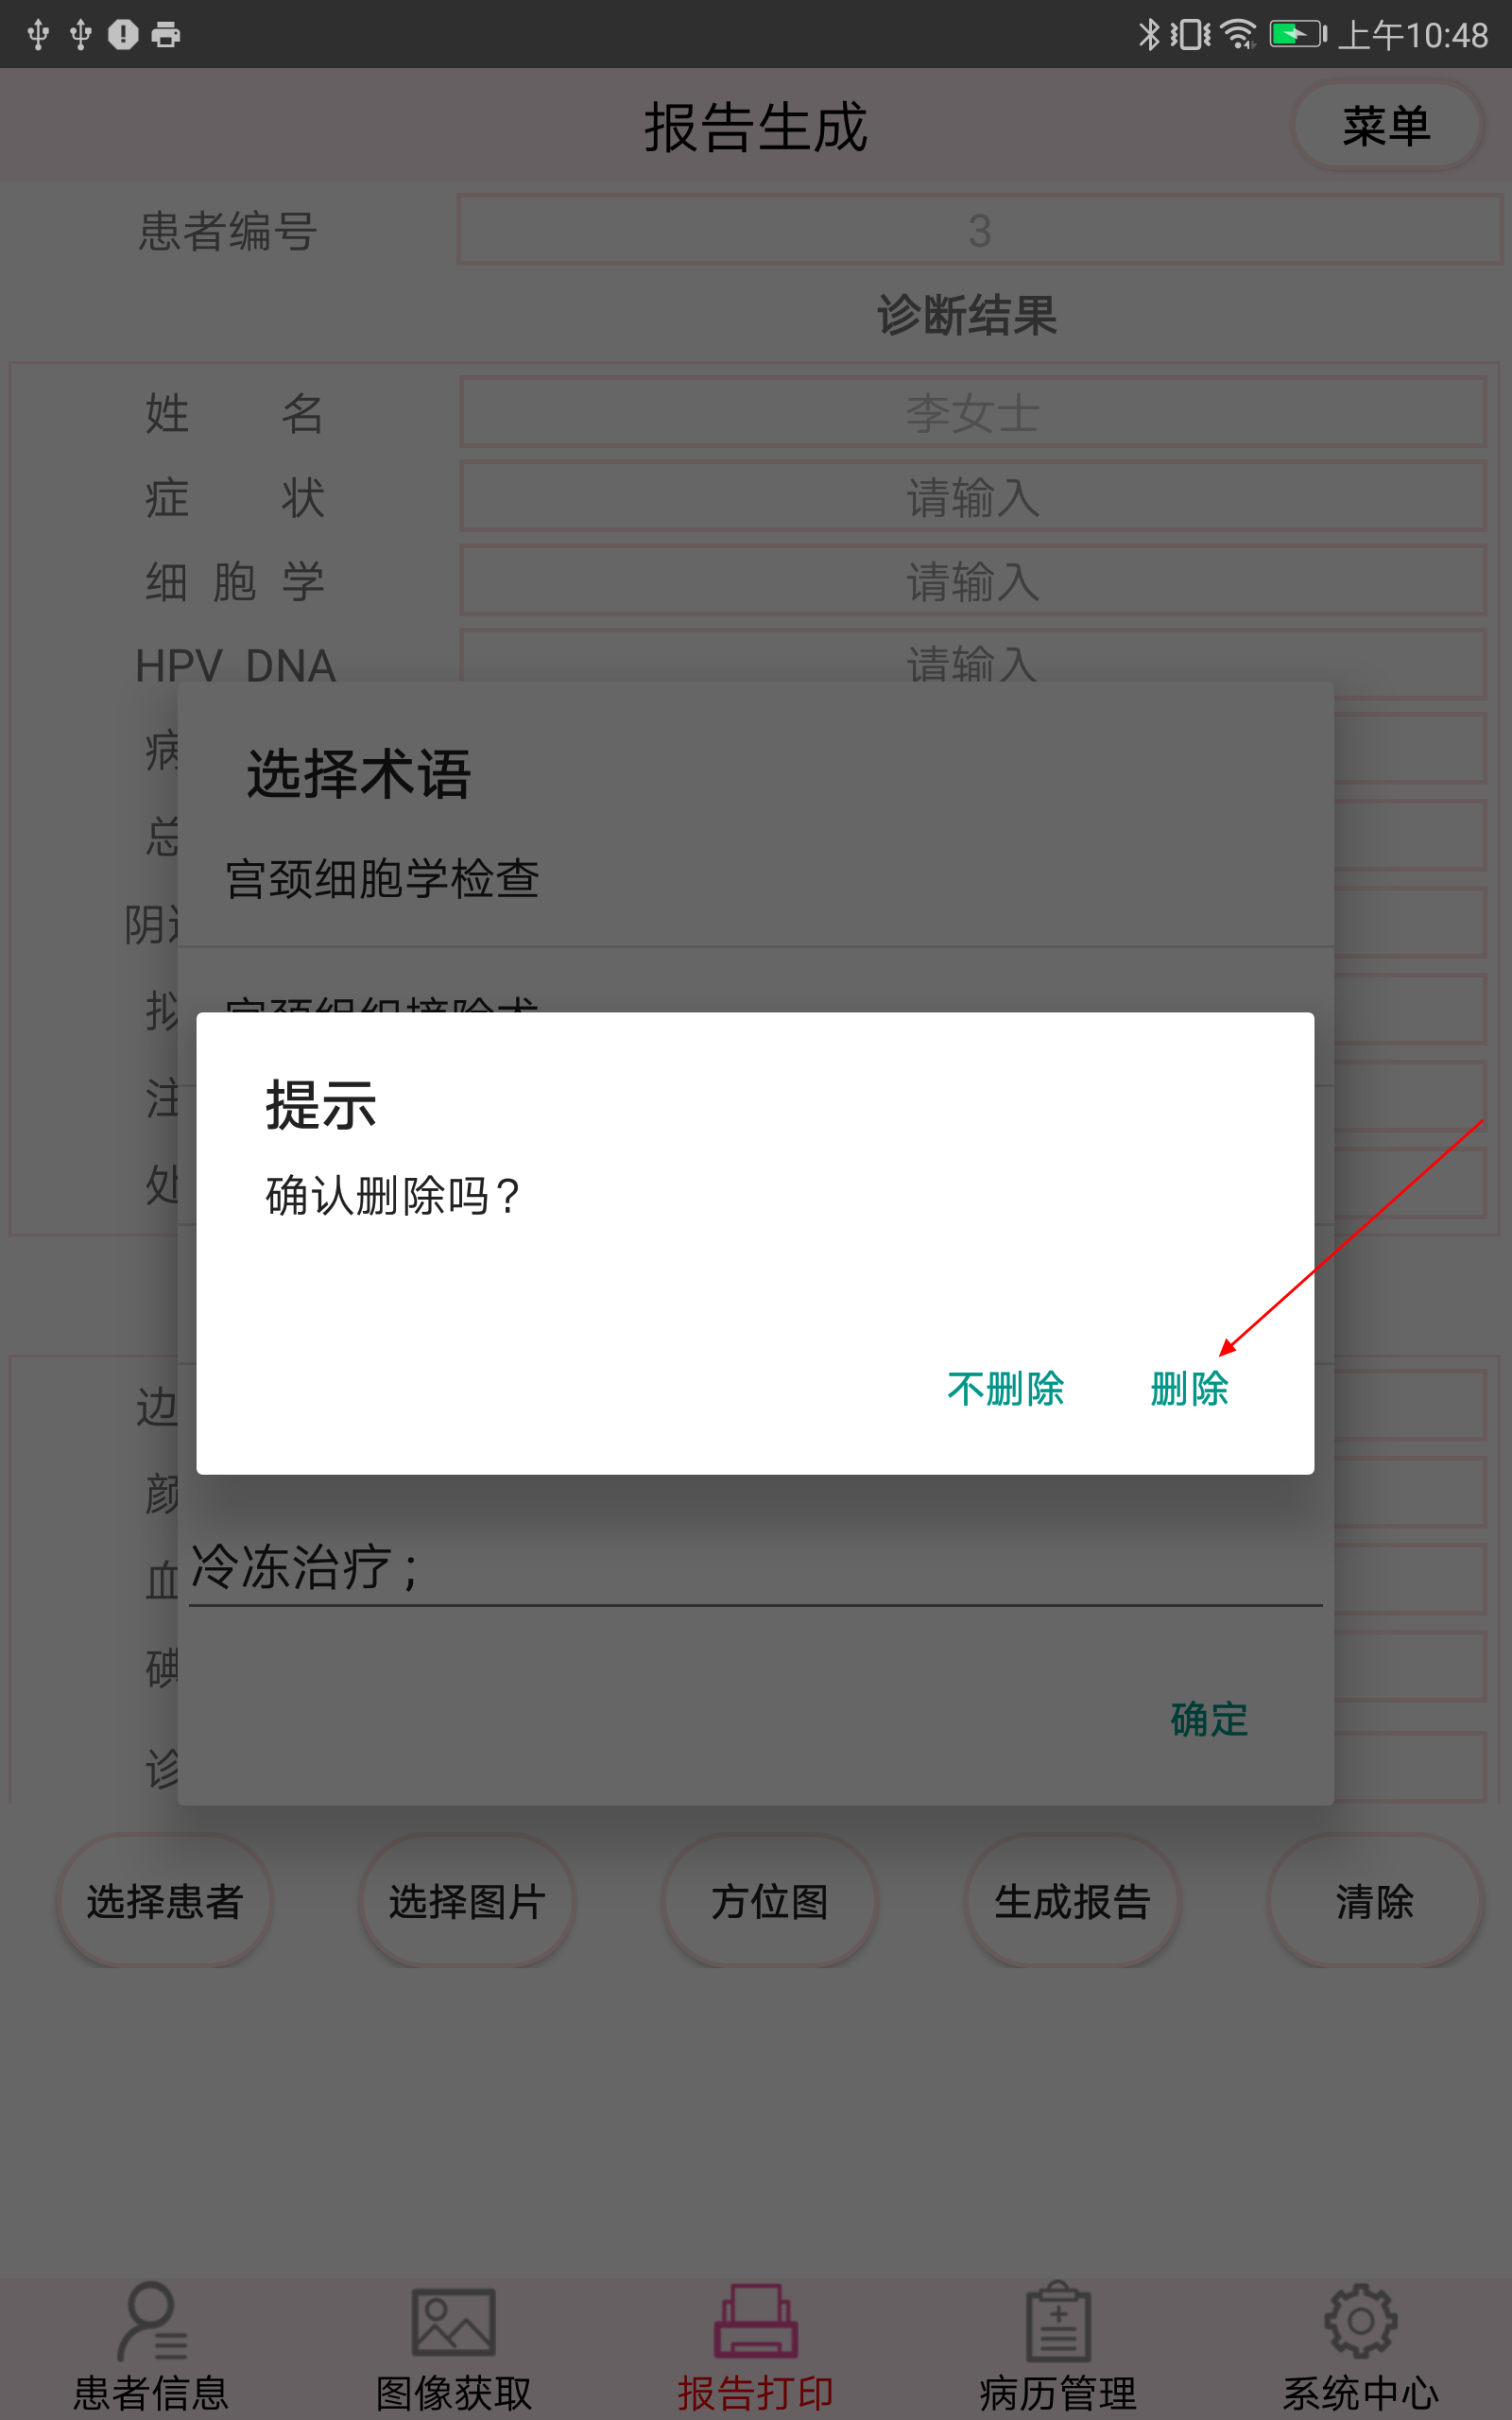 上午10:48
报告生成
菜单
患者编号 3
诊断结果
姓 名 李女士
症 状 请输入
细 胞 学 请输入
HPV DNA 请输入
选择术语
总
宫颈细胞学检查
阴
提示
注
确认删除吗?
处
不删除 删除
边
颜
血
冷冻治疗;
碘
确定
诊
选择患者 选择图片 方位图 生成报告 清除
患者信息 图像获取 报告打印 病历管理 系统中心